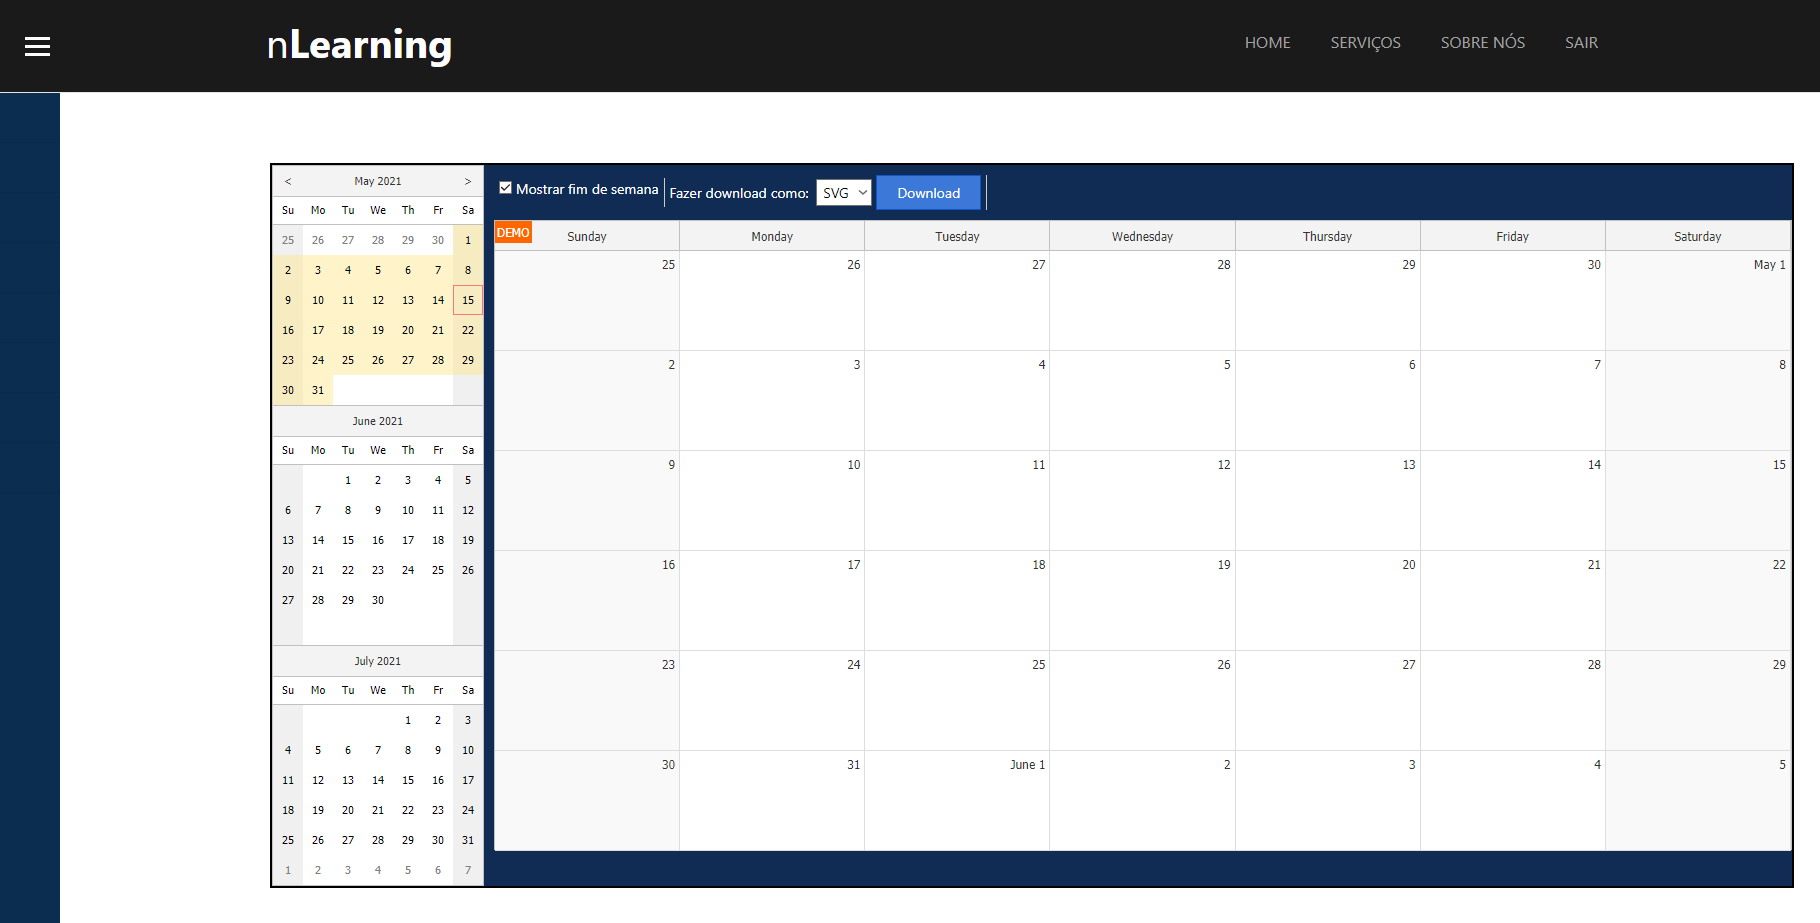 nLearning
HOME SERVIÇOS SOBRE NÓS SAIR
< May 2021 >
Su Mo Tu We Th Fr Sa
25 26 27 28 29 30 1
2 3 4 5 6 7 8
9 10 11 12 13 14 15
16 17 18 19 20 21 22
23 24 25 26 27 28 29
30 31
June 2021
Su Mo Tu We Th Fr Sa
1 2 3 4 5
6 7 8 9 10 11 12
13 14 15 16 17 18 19
20 21 22 23 24 25 26
27 28 29 30
July 2021
Su Mo Tu We Th Fr Sa
1 2 3
4 5 6 7 8 9 10
11 12 13 14 15 16 17
18 19 20 21 22 23 24
25 26 27 28 29 30 31
1 2 3 4 5 6 7
Mostrar fim de semana Fazer download como: SVG Download
DEMO
Sunday Monday Tuesday Wednesday Thursday Friday Saturday
25 26 27 28 29 30 May 1
2 3 4 5 6 7 8
9 10 11 12 13 14 15
16 17 18 19 20 21 22
23 24 25 26 27 28 29
30 31 June 1 2 3 4 5